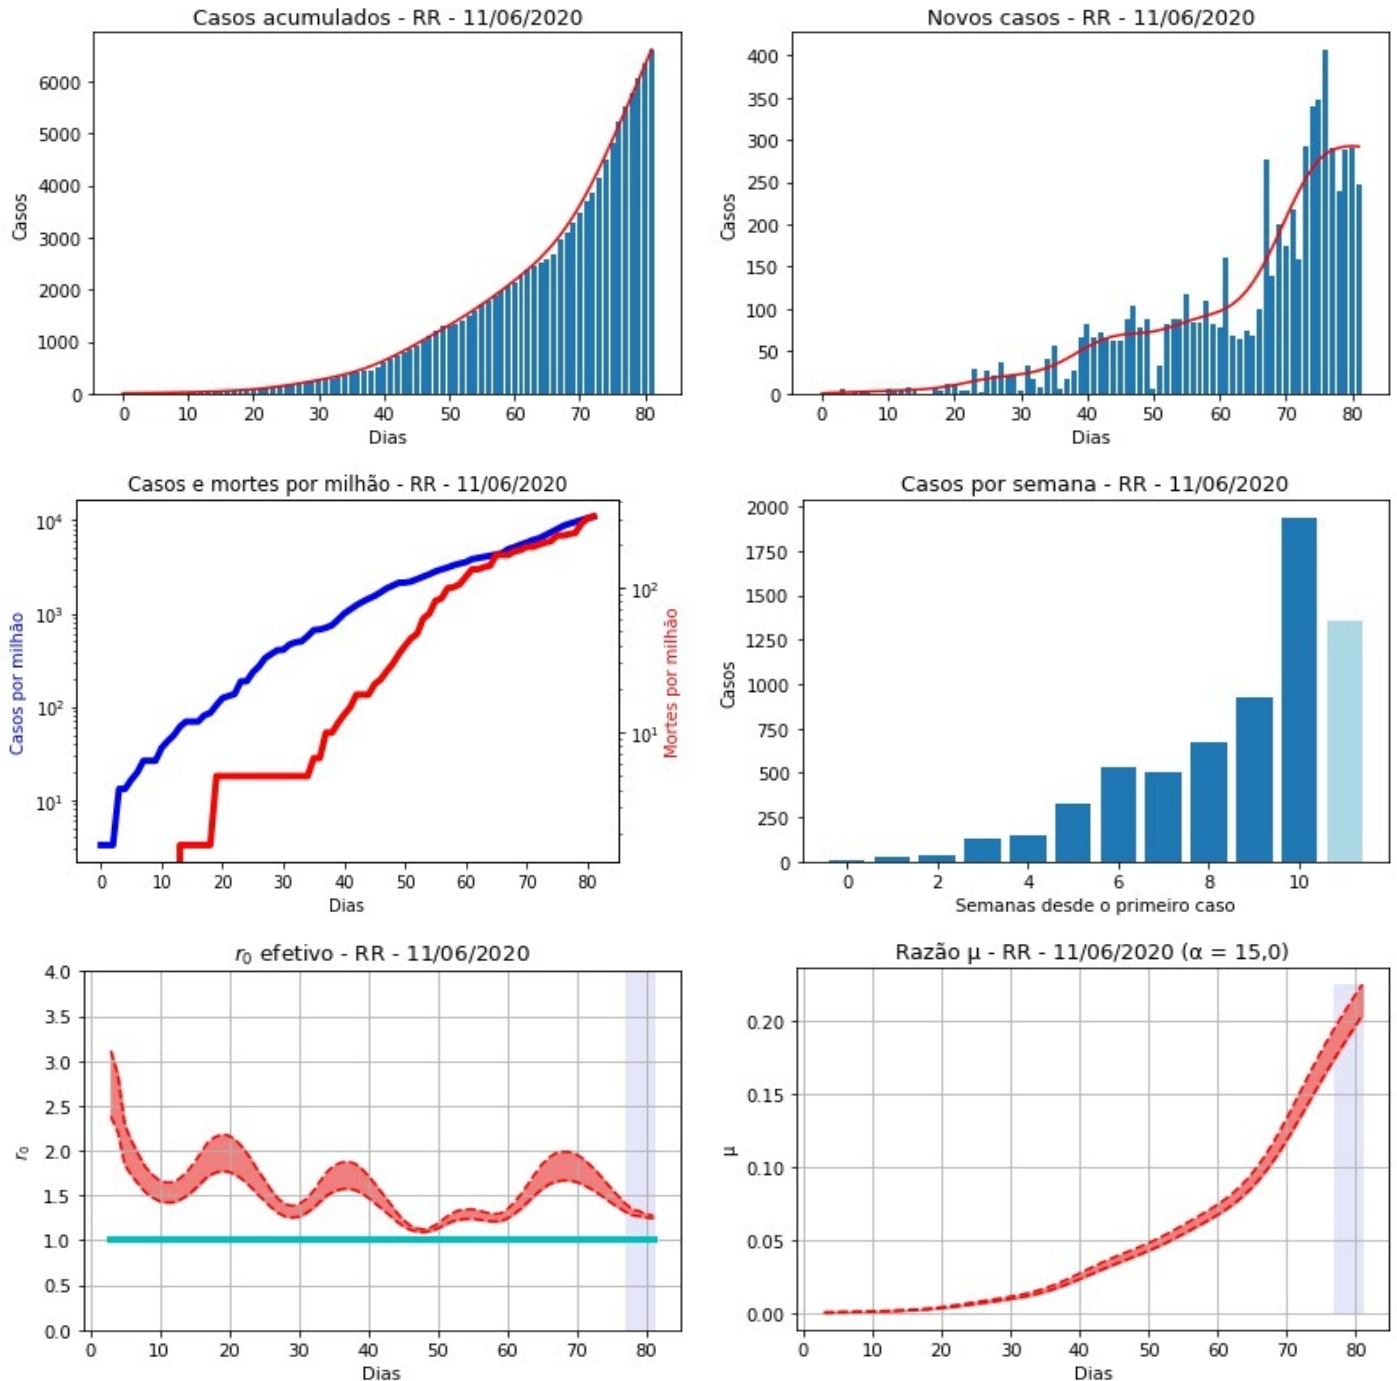 Casos acumulados - RR - 11/06/2020
Casos
6000
5000
4000
3000
2000
1000
0
0 10 20 30 40 50 60 70 80
Dias
Novos casos - RR - 11/06/2020
Casos
400
350
300
250
200
150
100
50
0
0 10 20 30 40 50 60 70 80
Dias
Casos e mortes por milhão - RR - 11/06/2020
Casos por milhão
10⁴
10³
10²
10¹
10²
10¹
Mortes por milhão
0 10 20 30 40 50 60 70 80
Dias
Casos por semana - RR - 11/06/2020
Casos
2000
1750
1500
1250
1000
750
500
250
0
0 2 4 6 8 10
Semanas desde o primeiro caso
r₀ efetivo - RR - 11/06/2020
r₀
4.0
3.5
3.0
2.5
2.0
1.5
1.0
0.5
0.0
0 10 20 30 40 50 60 70 80
Dias
Razão μ - RR - 11/06/2020 (α = 15,0)
μ
0.20
0.15
0.10
0.05
0.00
0 10 20 30 40 50 60 70 80
Dias